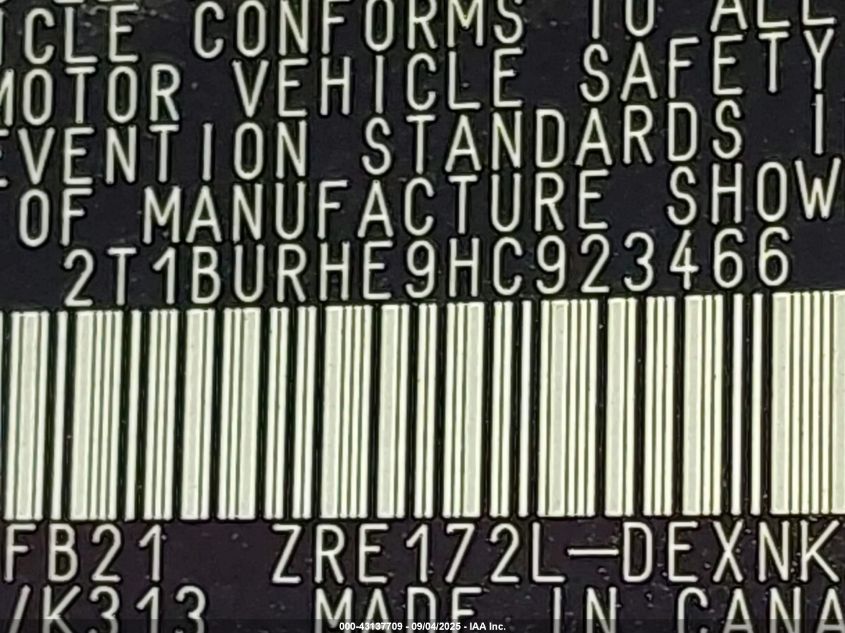 ICLE CONFORMS TO ALL
MOTOR VEHICLE SAFETY
EVENTION STANDARDS I
OF MANUFACTURE SHOW
2T1BURHE9HC923466
FB21 ZRE172L—DEXNK
/K313 MADE IN CANA
000-43137709 - 09/04/2025 - IAA Inc.